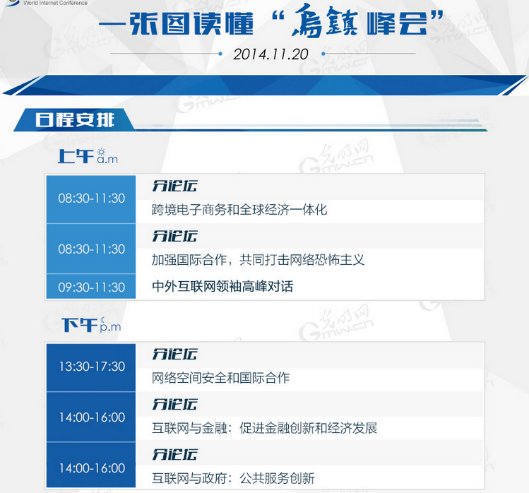 World Internet Conference
一张图读懂“乌镇峰会”
2014.11.20
日程安排
上午 a.m
08:30-11:30
分论坛
跨境电子商务和全球经济一体化
08:30-11:30
分论坛
加强国际合作，共同打击网络恐怖主义
09:30-11:30
中外互联网领袖高峰对话
下午 p.m
13:30-17:30
分论坛
网络空间安全和国际合作
14:00-16:00
分论坛
互联网与金融：促进金融创新和经济发展
14:00-16:00
分论坛
互联网与政府：公共服务创新
光明网
Gmw.cn